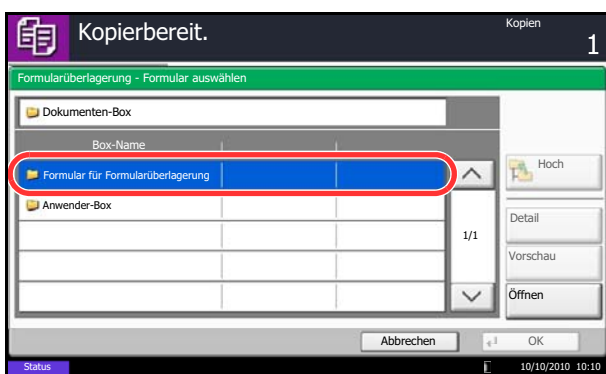 Kopierbereit.
Kopien
1
Formularüberlagerung - Formular auswählen
Dokumenten-Box
Box-Name
Formular für Formularüberlagerung
Hoch
Anwender-Box
Detail
1/1
Vorschau
Öffnen
Abbrechen
OK
Status
10/10/2010 10:10